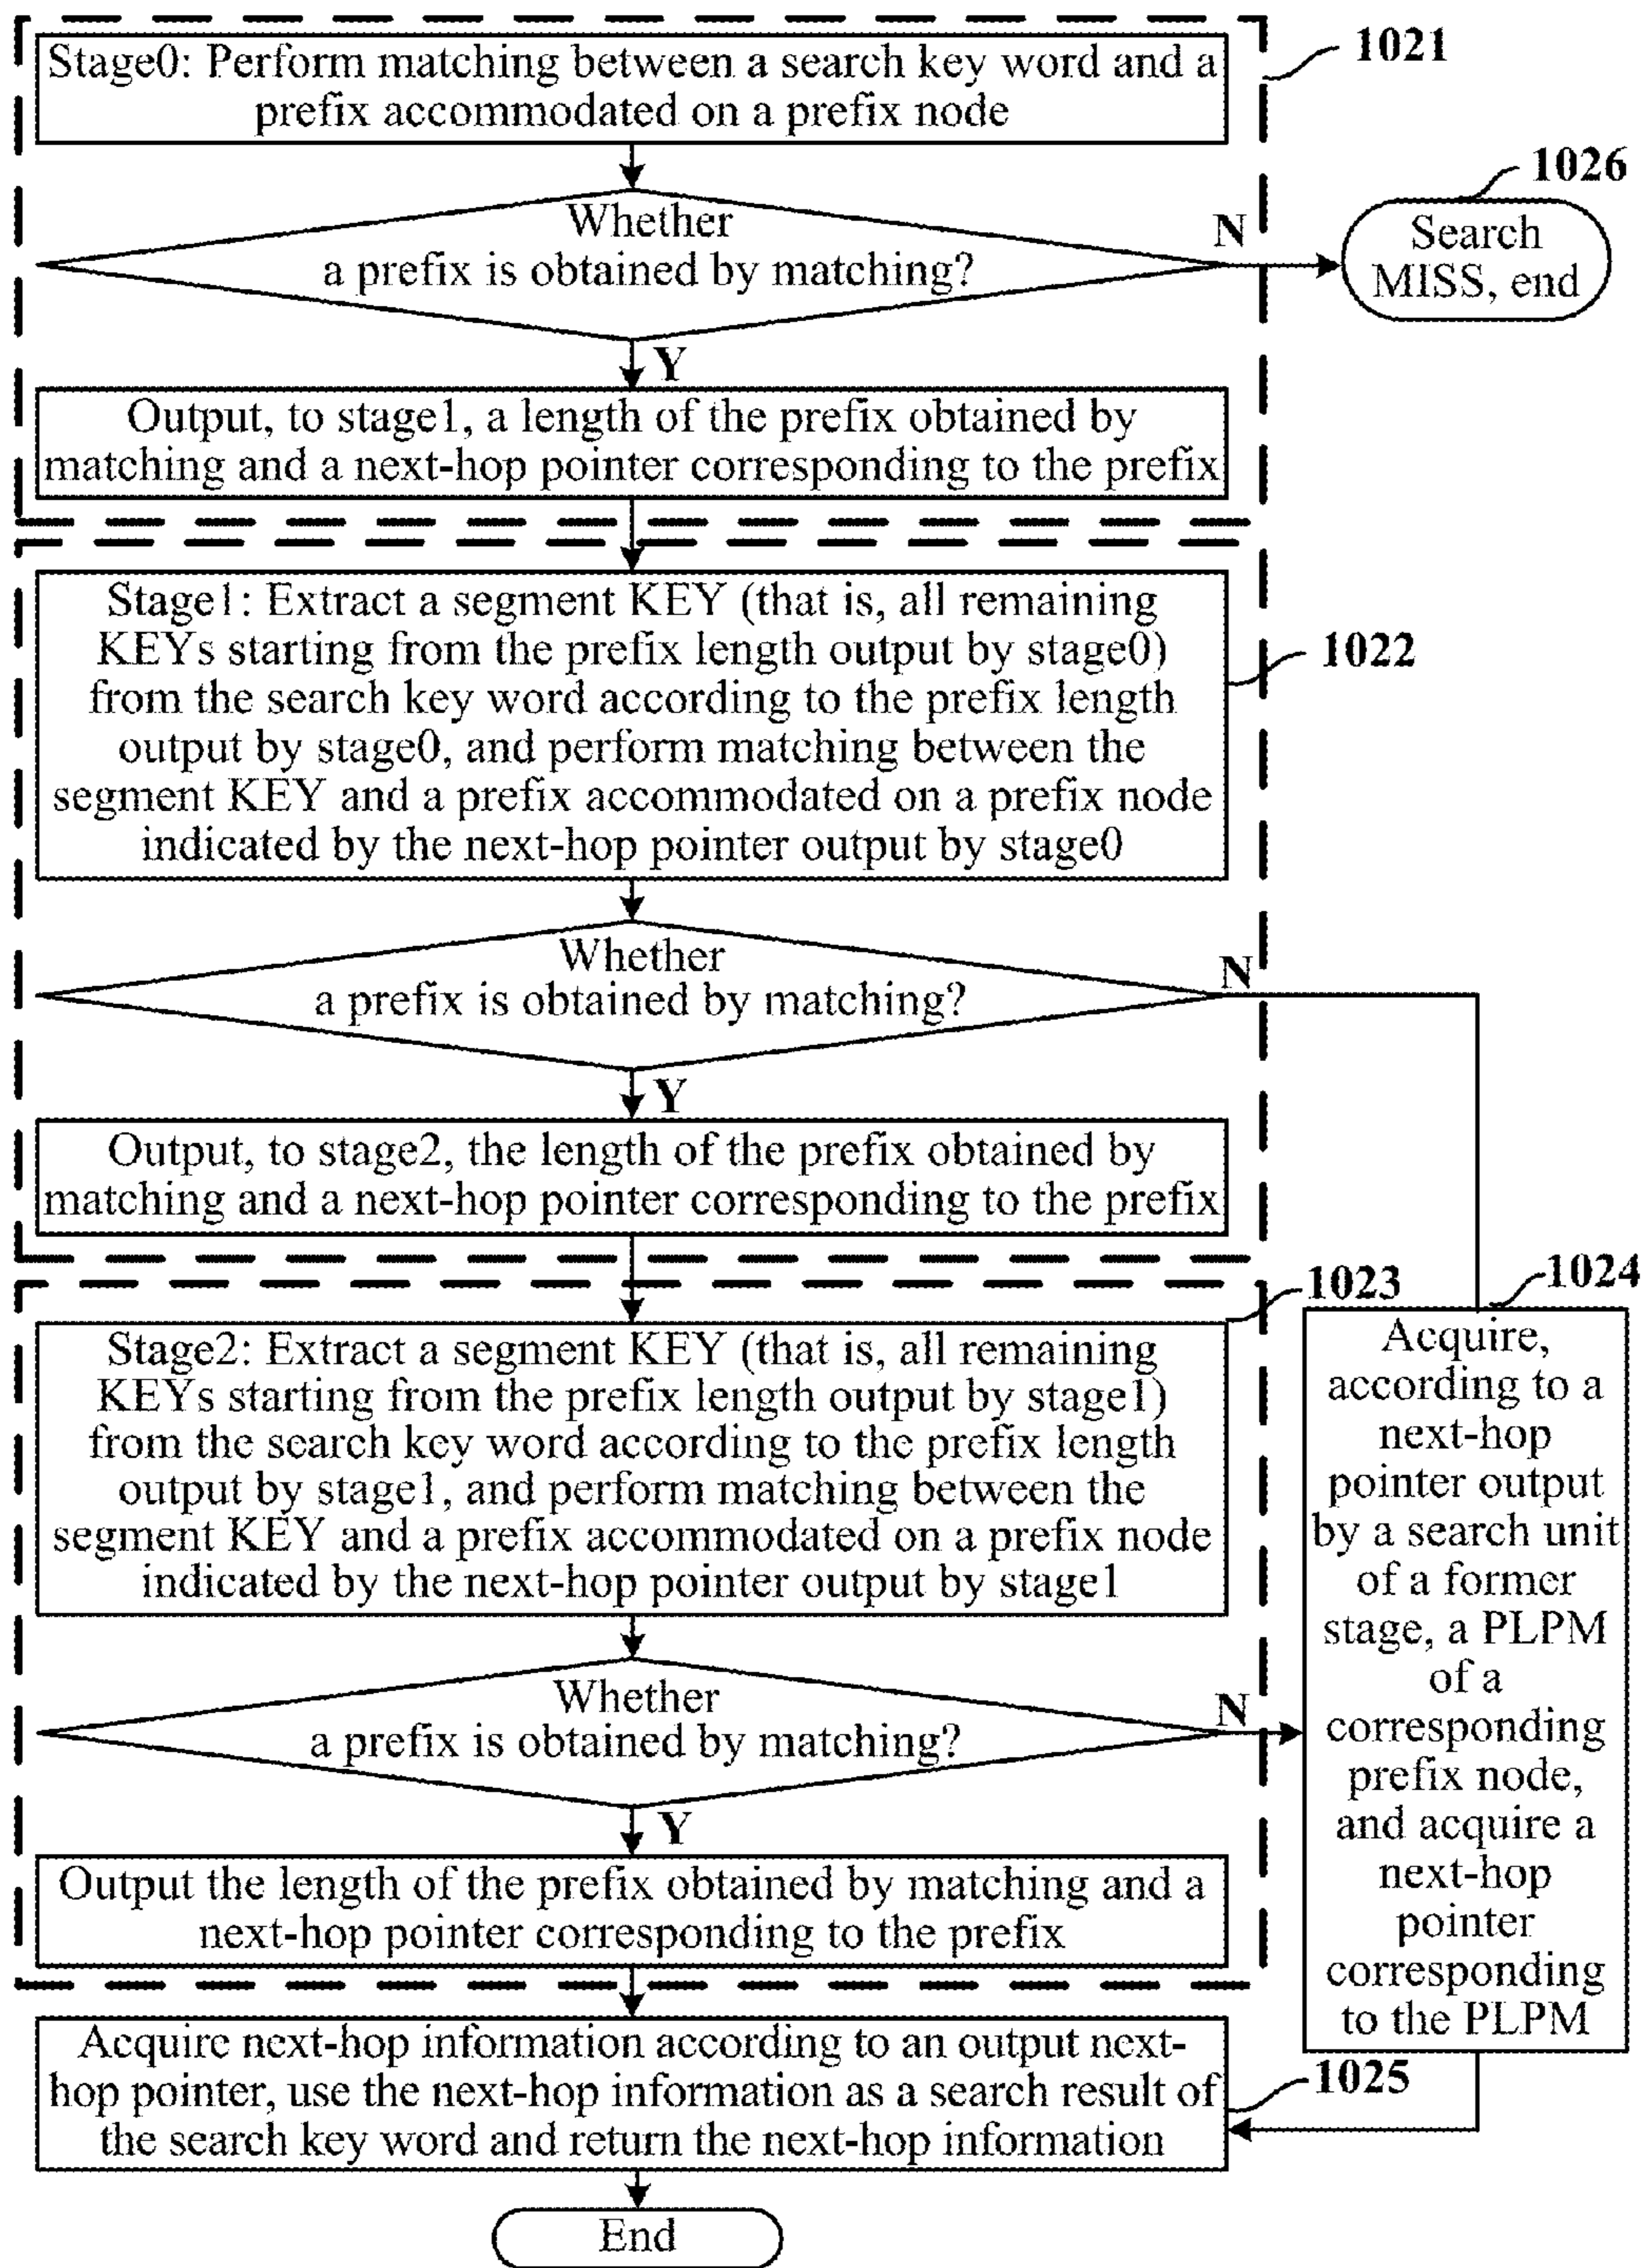 Stage0: Perform matching between a search key word and a
prefix accommodated on a prefix node
1021
Whether
a prefix is obtained by matching?
N
1026
Search
MISS, end
Y
Output, to stage1, a length of the prefix obtained by
matching and a next-hop pointer corresponding to the prefix
Stage1: Extract a segment KEY (that is, all remaining
KEYs starting from the prefix length output by stage0)
from the search key word according to the prefix length
output by stage0, and perform matching between the
segment KEY and a prefix accommodated on a prefix node
indicated by the next-hop pointer output by stage0
1022
Whether
a prefix is obtained by matching?
N
Y
Output, to stage2, the length of the prefix obtained by
matching and a next-hop pointer corresponding to the prefix
1023
Stage2: Extract a segment KEY (that is, all remaining
KEYs starting from the prefix length output by stage1)
from the search key word according to the prefix length
output by stage1, and perform matching between the
segment KEY and a prefix accommodated on a prefix node
indicated by the next-hop pointer output by stage1
Whether
a prefix is obtained by matching?
N
Y
Output the length of the prefix obtained by matching and a
next-hop pointer corresponding to the prefix
1024
Acquire,
according to a
next-hop
pointer output
by a search unit
of a former
stage, a PLPM
of a
corresponding
prefix node,
and acquire a
next-hop
pointer
corresponding
to the PLPM
Acquire next-hop information according to an output next-
hop pointer, use the next-hop information as a search result of
the search key word and return the next-hop information
1025
End